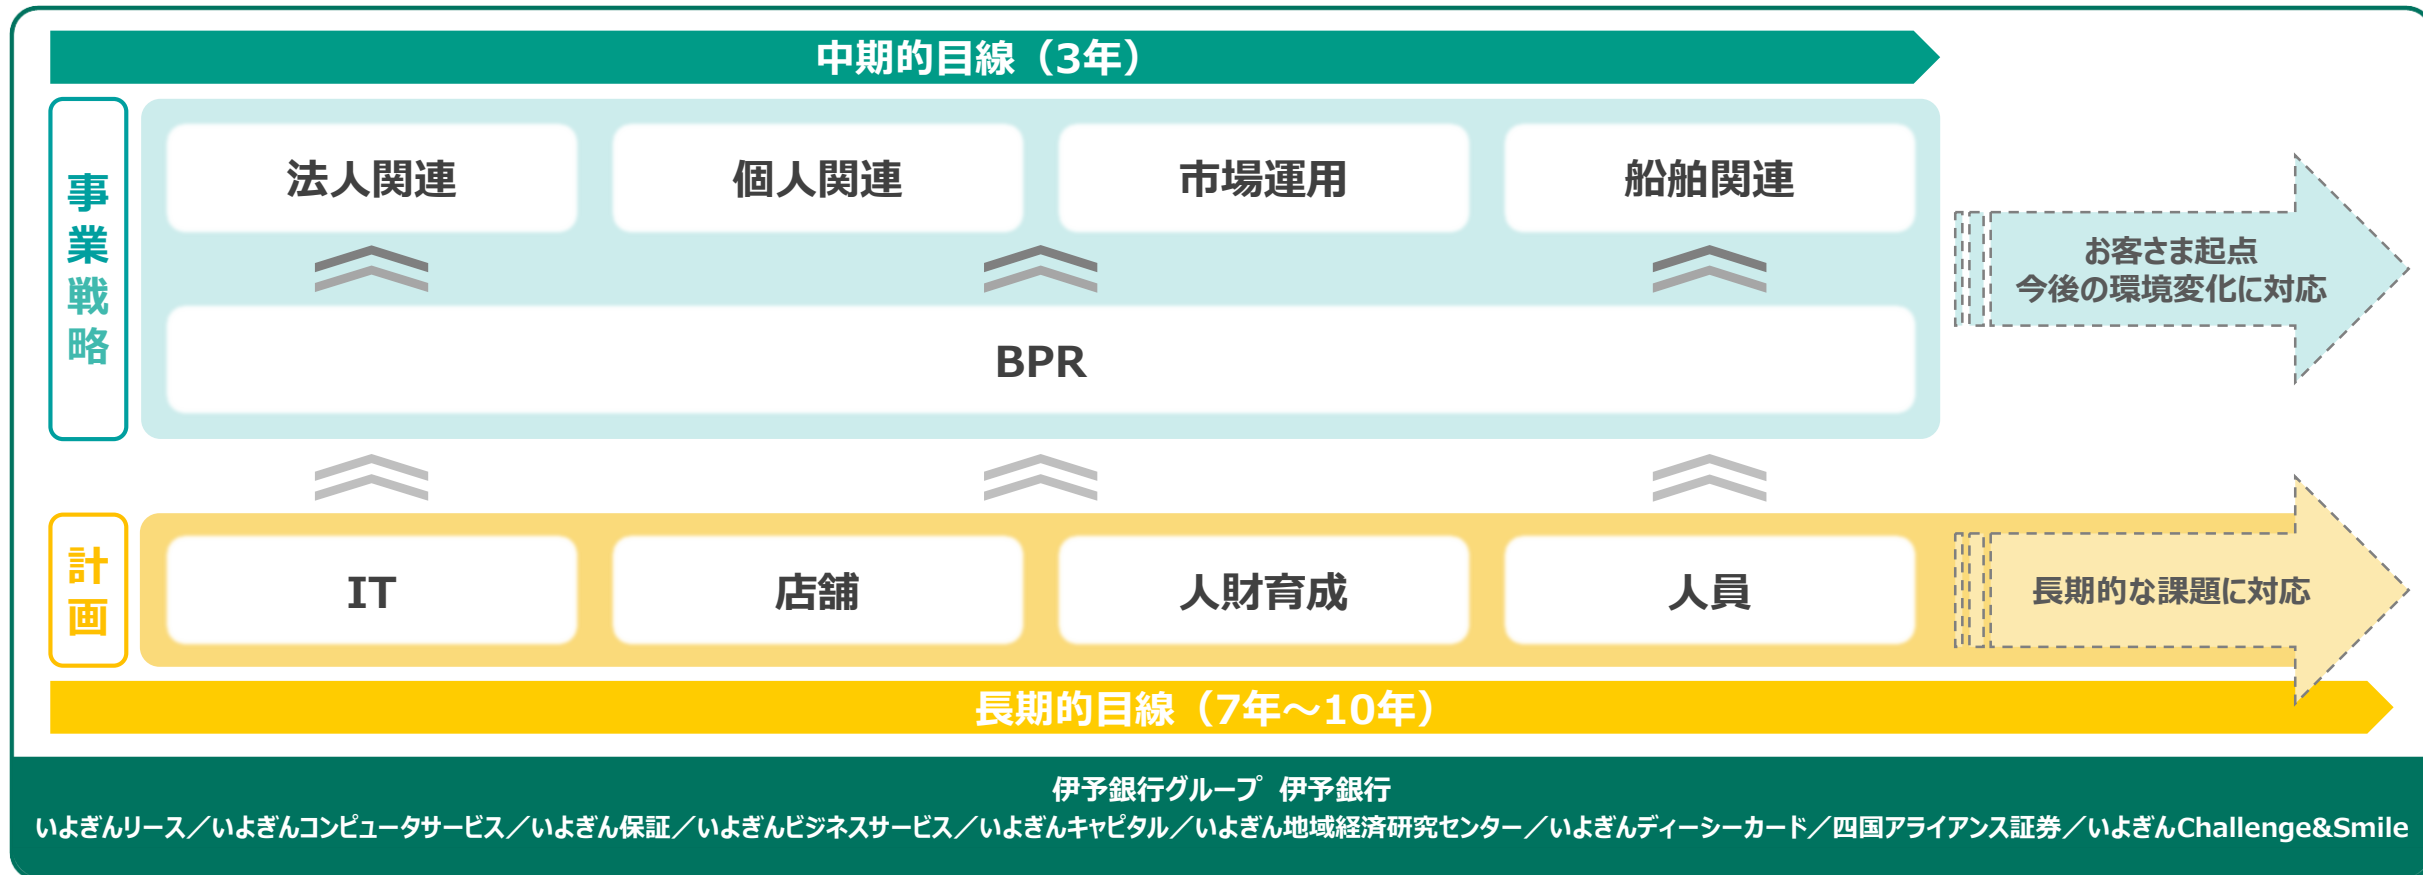 中期的目線（3年）
事業戦略
法人関連
個人関連
市場運用
船舶関連
BPR
お客さま起点
今後の環境変化に対応
計画
IT
店舗
人財育成
人員
長期的な課題に対応
長期的目線（7年～10年）
伊予銀行グループ 伊予銀行
いよぎんリース／いよぎんコンピュータサービス／いよぎん保証／いよぎんビジネスサービス／いよぎんキャピタル／いよぎん地域経済研究センター／いよぎんディーシーカード／四国アライアンス証券／いよぎんChallenge&Smile